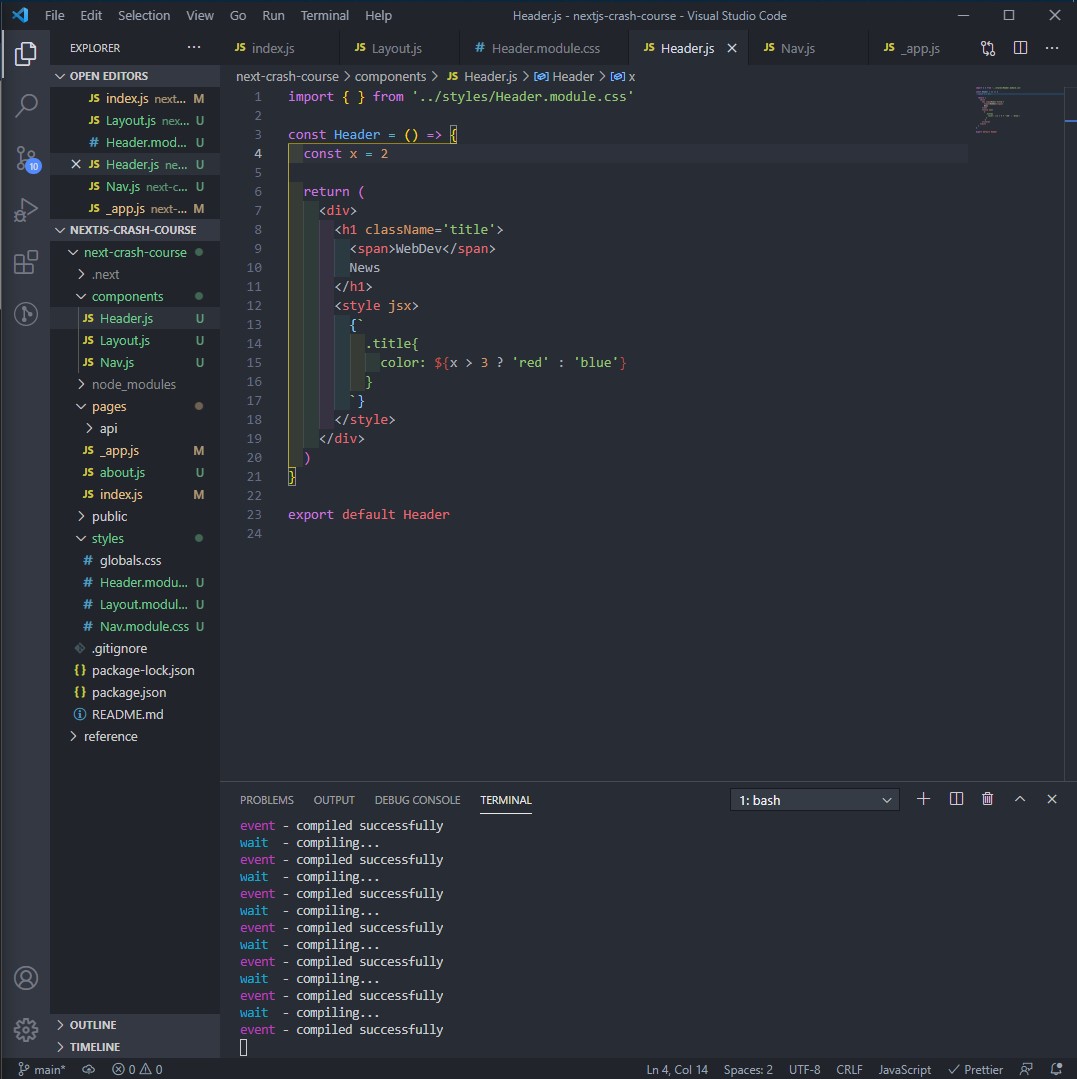 File Edit Selection View Go Run Terminal Help Header.js - nextjs-crash-course - Visual Studio Code
EXPLORER ...
JS index.js JS Layout.js # Header.module.css JS Header.js JS Nav.js JS _app.js ...
OPEN EDITORS
JS index.js next... M
JS Layout.js nex... U
# Header.mod... U
JS Header.js ne... U
JS Nav.js next-c... U
JS _app.js next-... M
NEXTJS-CRASH-COURSE
next-crash-course
.next
components
JS Header.js U
JS Layout.js U
JS Nav.js U
node_modules
pages
api
JS _app.js M
JS about.js U
JS index.js M
public
styles
# globals.css
# Header.modu... U
# Layout.modul... U
# Nav.module.css U
.gitignore
{} package-lock.json
{} package.json
README.md
reference
OUTLINE
TIMELINE
10
next-crash-course > components > JS Header.js > Header > x
1 import { } from '../styles/Header.module.css'
2
3 const Header = () => {
4 const x = 2
5
6 return (
7 <div>
8 <h1 className='title'>
9 <span>WebDev</span>
10 News
11 </h1>
12 <style jsx>
13 {`
14 .title{
15 color: ${x > 3 ? 'red' : 'blue'}
16 }
17 `}
18 </style>
19 </div>
20 )
21 }
22
23 export default Header
24
PROBLEMS OUTPUT DEBUG CONSOLE TERMINAL 1: bash
event - compiled successfully
wait - compiling...
event - compiled successfully
wait - compiling...
event - compiled successfully
wait - compiling...
event - compiled successfully
wait - compiling...
event - compiled successfully
wait - compiling...
event - compiled successfully
wait - compiling...
event - compiled successfully
main* 0 0 Ln 4, Col 14 Spaces: 2 UTF-8 CRLF JavaScript Prettier